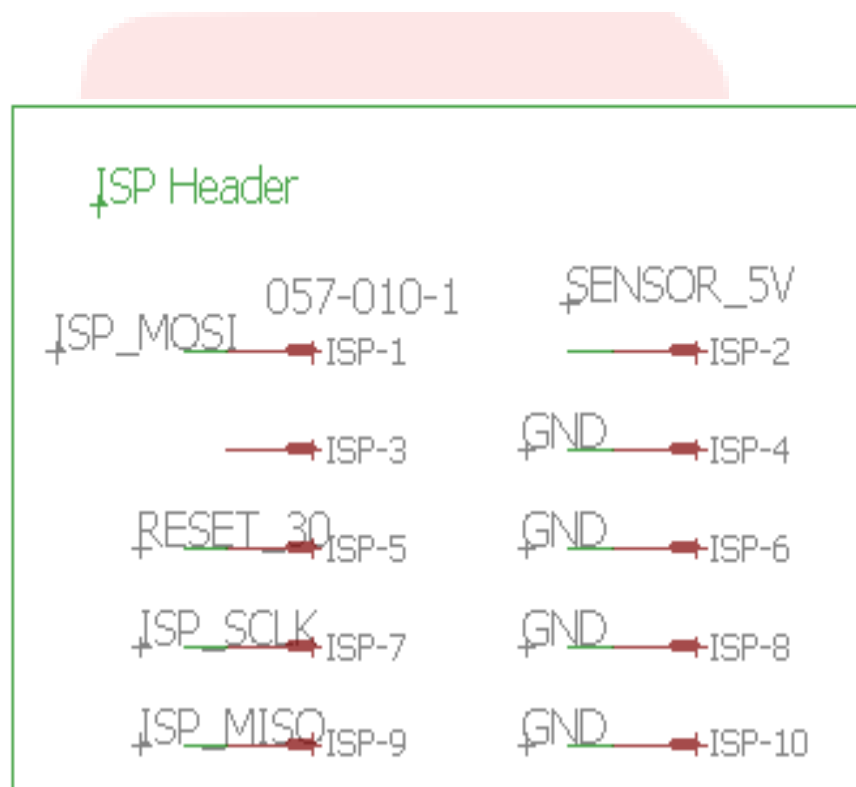 ISP Header
057-010-1
SENSOR_5V
ISP_MOSI ISP-1 ISP-2
ISP-3 GND ISP-4
RESET_30 ISP-5 GND ISP-6
ISP_SCLK ISP-7 GND ISP-8
ISP_MISO ISP-9 GND ISP-10